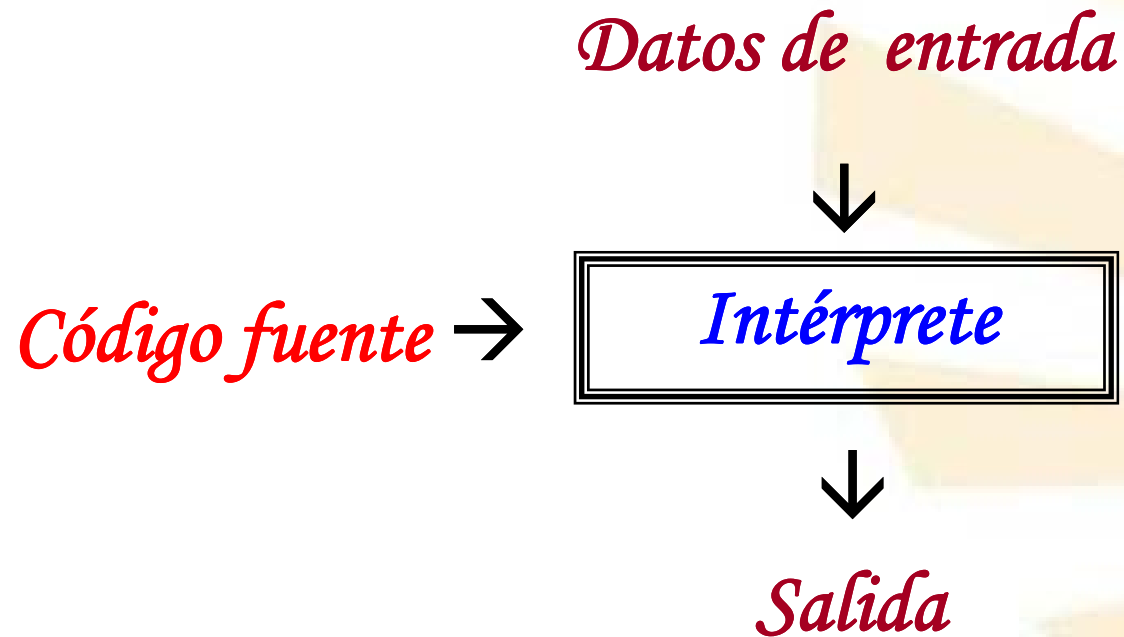 Datos de entrada
Código fuente →
Intérprete
Salida